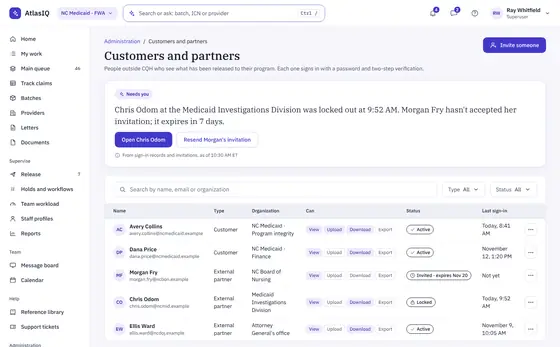 AtlasIQ
NC Medicaid - FWA
Search or ask: batch, ICN or provider
Ctrl /
4
2
RW
Ray Whitfield
Supervisor
Home
My work
Main queue
Track claims
Batches
Providers
Letters
Documents
Supervise
Release
7
Holds and workflows
Team workload
Staff profiles
Reports
Team
Message board
Calendar
Help
Reference library
Support tickets
Administration
Administration / Customers and partners
Customers and partners
People outside CQH who see what has been released to their program. Each one signs in with a password and two-step verification.
Invite someone
Needs you
Chris Odom at the Medicaid Investigations Division was locked out at 9:52 AM. Morgan Fry hasn't accepted her
invitation; it expires in 7 days.
Open Chris Odom
Resend Morgan's invitation
From sign-in records and invitations, as of 10:30 AM ET
Search by name, email or organization
Type All
Status All
Name Type Organization Can Status Last sign-in
AC Avery Collins
avery.collins@ncmedicaid.example
Customer
NC Medicaid -
Program integrity
View Upload Download Export
Active
Today, 8:41
AM
DP Dana Price
dana.price@ncmedicaid.example
Customer
NC Medicaid -
Finance
View Upload Download Export
Active
November
12, 1:20 PM
MF Morgan Fry
morgan.fry@ncbon.example
External
partner
NC Board of
Nursing
View Upload Download Export
Invited - expires Nov 20
Not yet
CO Chris Odom
chris.odom@mid.example
External
partner
Medicaid
Investigations
Division
View Upload Download Export
Locked
Today, 9:52
AM
EW Ellis Ward
ellis.ward@ncdoj.example
External
partner
Attorney
General's office
View Upload Download Export
Active
November 9,
10:05 AM